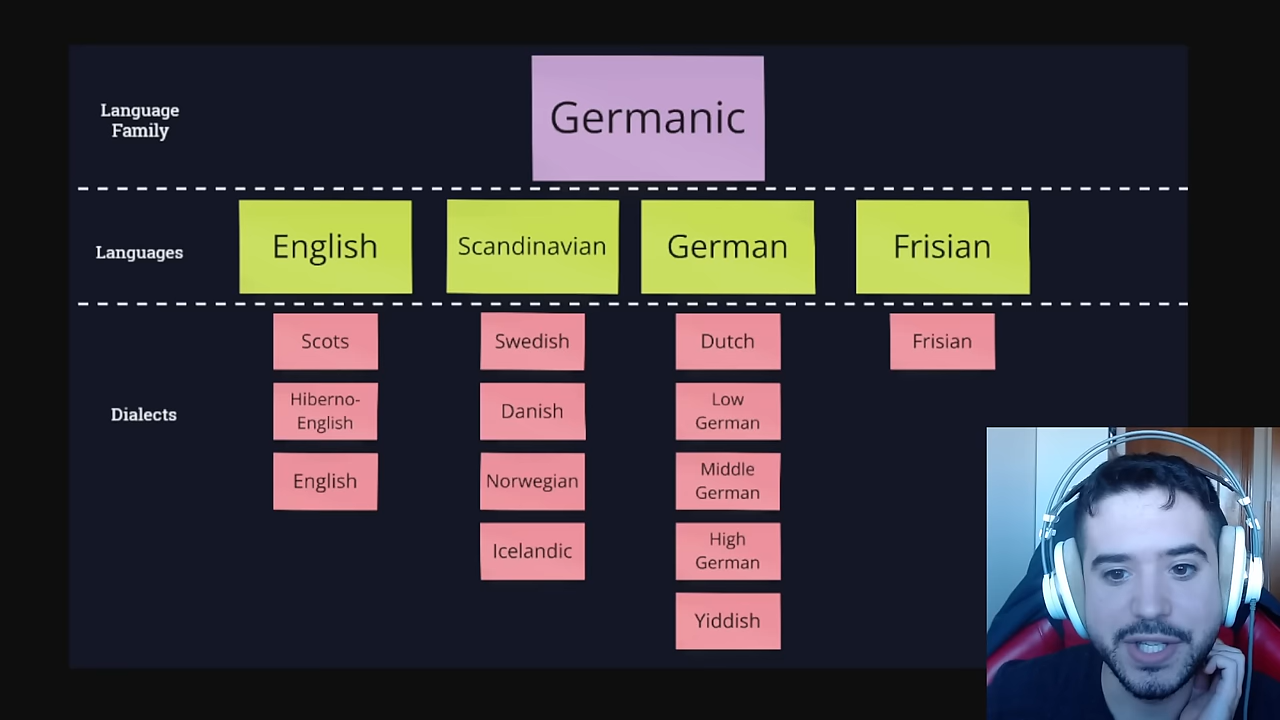 Language
Family
Germanic
Languages
English
Scandinavian
German
Frisian
Dialects
Scots
Hiberno-
English
English
Swedish
Danish
Norwegian
Icelandic
Dutch
Low
German
Middle
German
High
German
Yiddish
Frisian